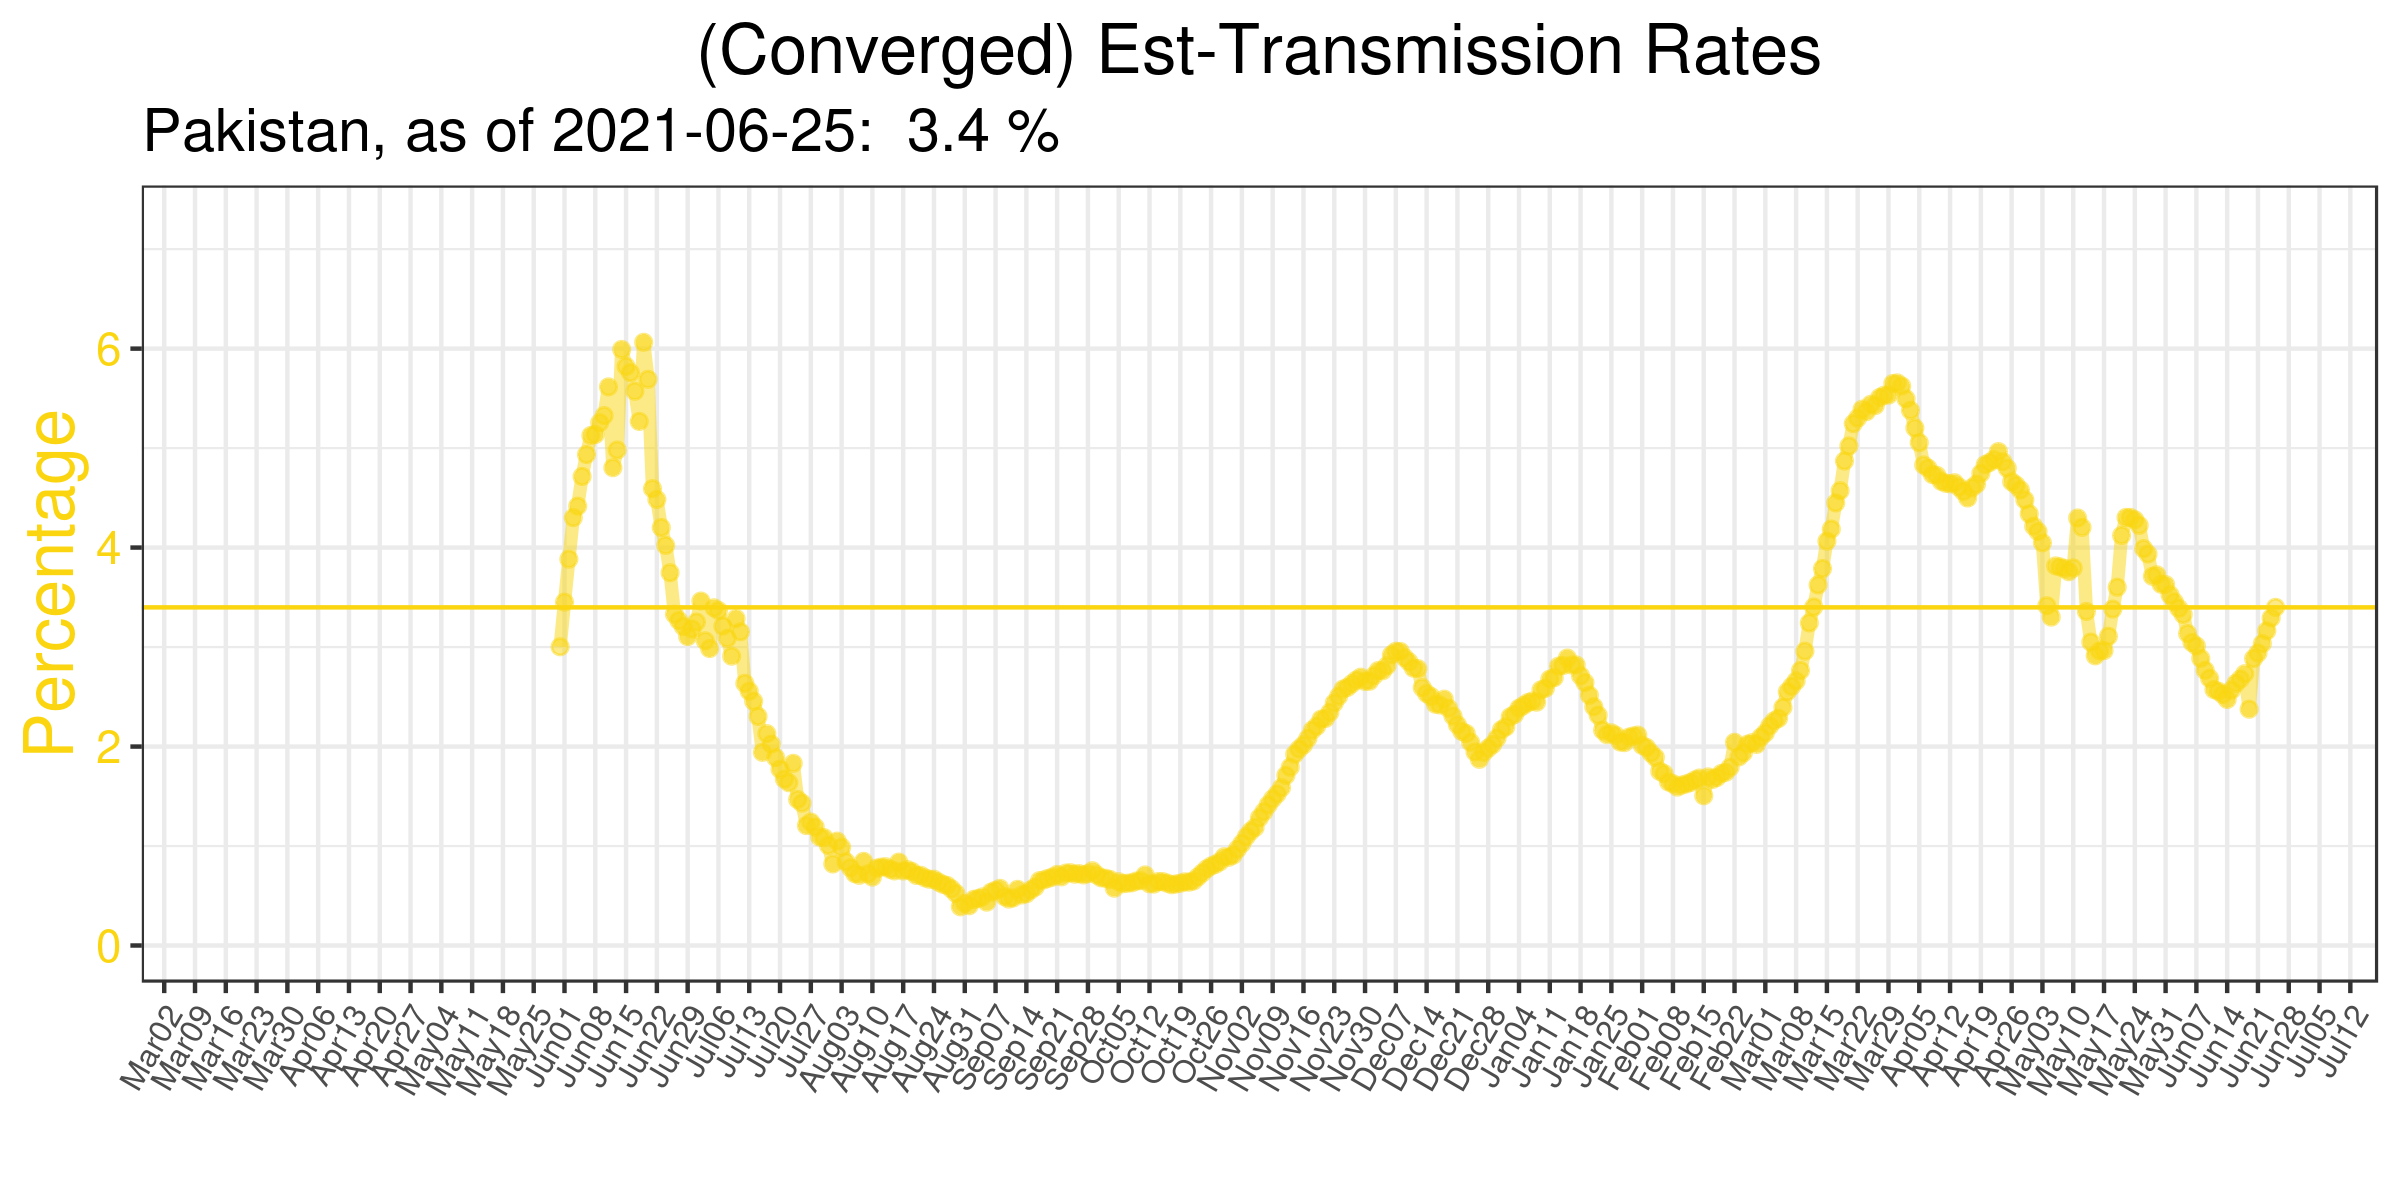 (Converged) Est-Transmission Rates
Pakistan, as of 2021-06-25:  3.4 %
Percentage
6
4
2
0
Mar02
Mar09
Mar16
Mar23
Mar30
Apr06
Apr13
Apr20
Apr27
May04
May11
May18
May25
Jun01
Jun08
Jun15
Jun22
Jun29
Jul06
Jul13
Jul20
Jul27
Aug03
Aug10
Aug17
Aug24
Aug31
Sep07
Sep14
Sep21
Sep28
Oct05
Oct12
Oct19
Oct26
Nov02
Nov09
Nov16
Nov23
Nov30
Dec07
Dec14
Dec21
Dec28
Jan04
Jan11
Jan18
Jan25
Feb01
Feb08
Feb15
Feb22
Mar01
Mar08
Mar15
Mar22
Mar29
Apr05
Apr12
Apr19
Apr26
May03
May10
May17
May24
May31
Jun07
Jun14
Jun21
Jun28
Jul05
Jul12